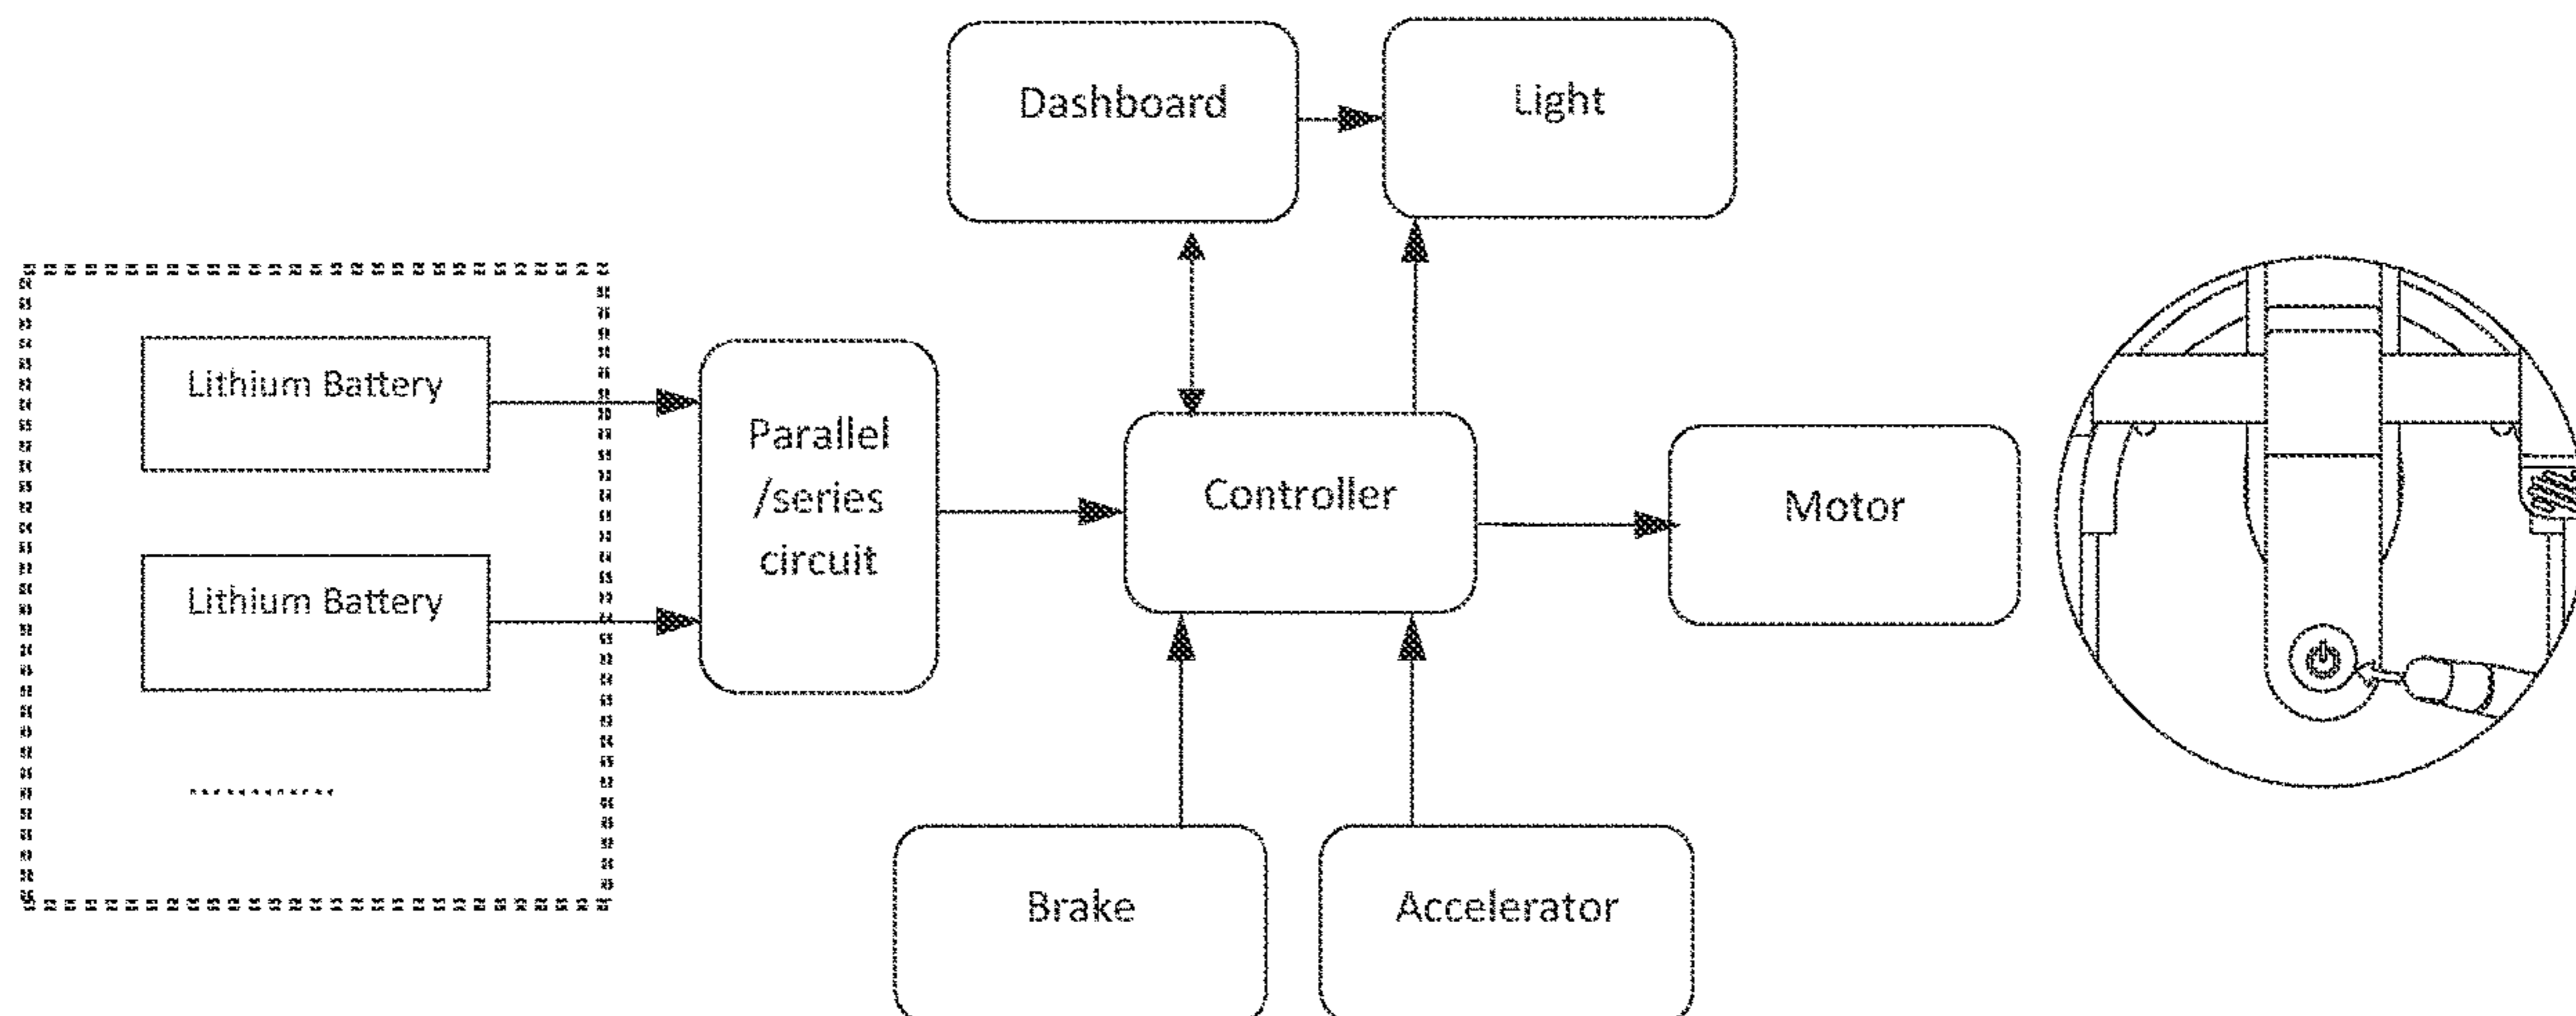 Dashboard
Light
Lithium Battery
Lithium Battery
............
Parallel
/series
circuit
Controller
Motor
Brake
Accelerator